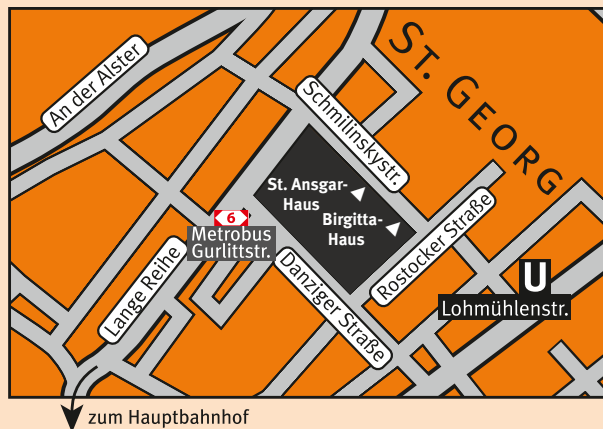 An der Alster
ST. GEORG
Schmilinskystr.
St. Ansgar-
Haus
Birgitta-
Haus
6
Metrobus
Gurlittstr.
Rostocker Straße
Lange Reihe
Danziger Straße
U
Lohmühlenstr.
zum Hauptbahnhof